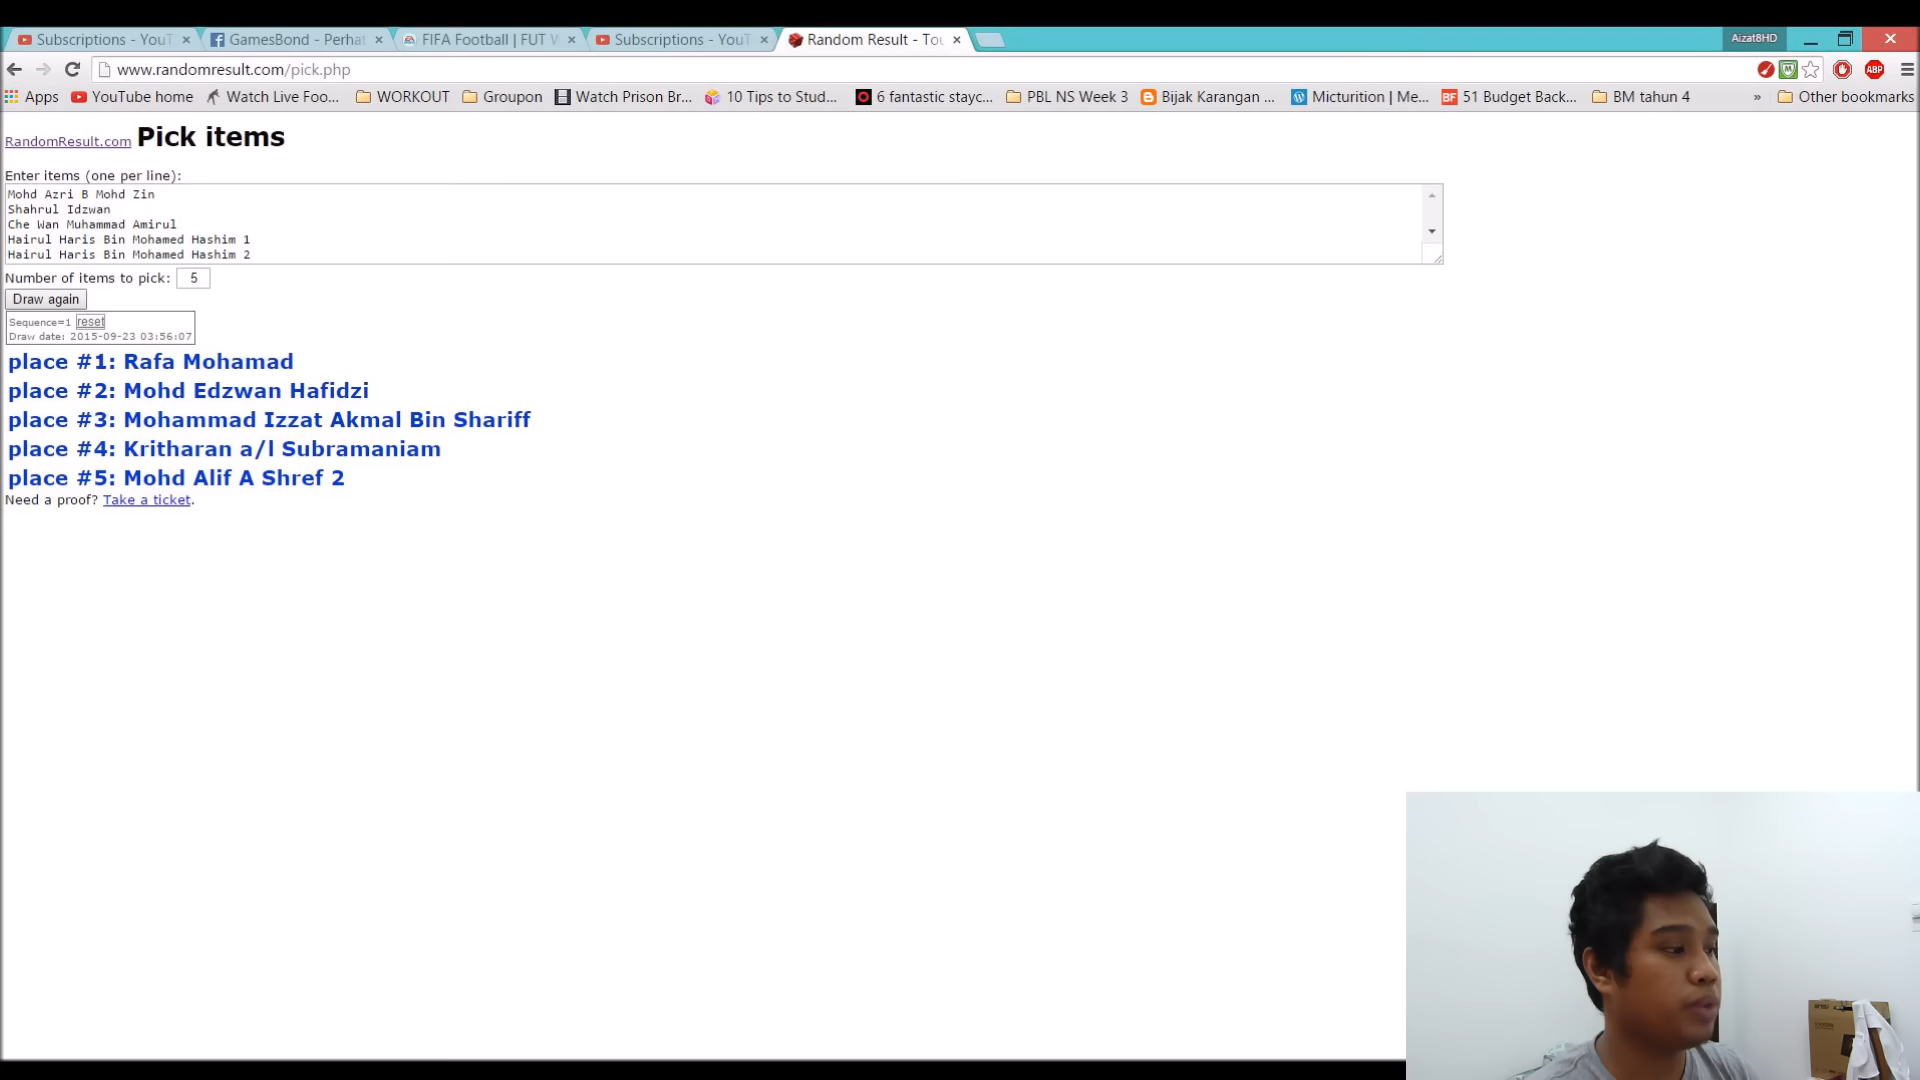 Subscriptions - YouT
GamesBond - Perhat
FIFA Football | FUT W
Subscriptions - YouT
Random Result - Tou
Aizat8HD
www.randomresult.com/pick.php
ABP
Apps
YouTube home
Watch Live Foo...
WORKOUT
Groupon
Watch Prison Br...
10 Tips to Stud...
6 fantastic stayc...
PBL NS Week 3
Bijak Karangan ...
Micturition | Me...
BF 51 Budget Back...
BM tahun 4
» Other bookmarks
RandomResult.com Pick items
Enter items (one per line):
Mohd Azri B Mohd Zin
Shahrul Idzwan
Che Wan Muhammad Amirul
Hairul Haris Bin Mohamed Hashim 1
Hairul Haris Bin Mohamed Hashim 2
Number of items to pick: 5
Draw again
Sequence=1 reset
Draw date: 2015-09-23 03:56:07
place #1: Rafa Mohamad
place #2: Mohd Edzwan Hafidzi
place #3: Mohammad Izzat Akmal Bin Shariff
place #4: Kritharan a/l Subramaniam
place #5: Mohd Alif A Shref 2
Need a proof? Take a ticket.